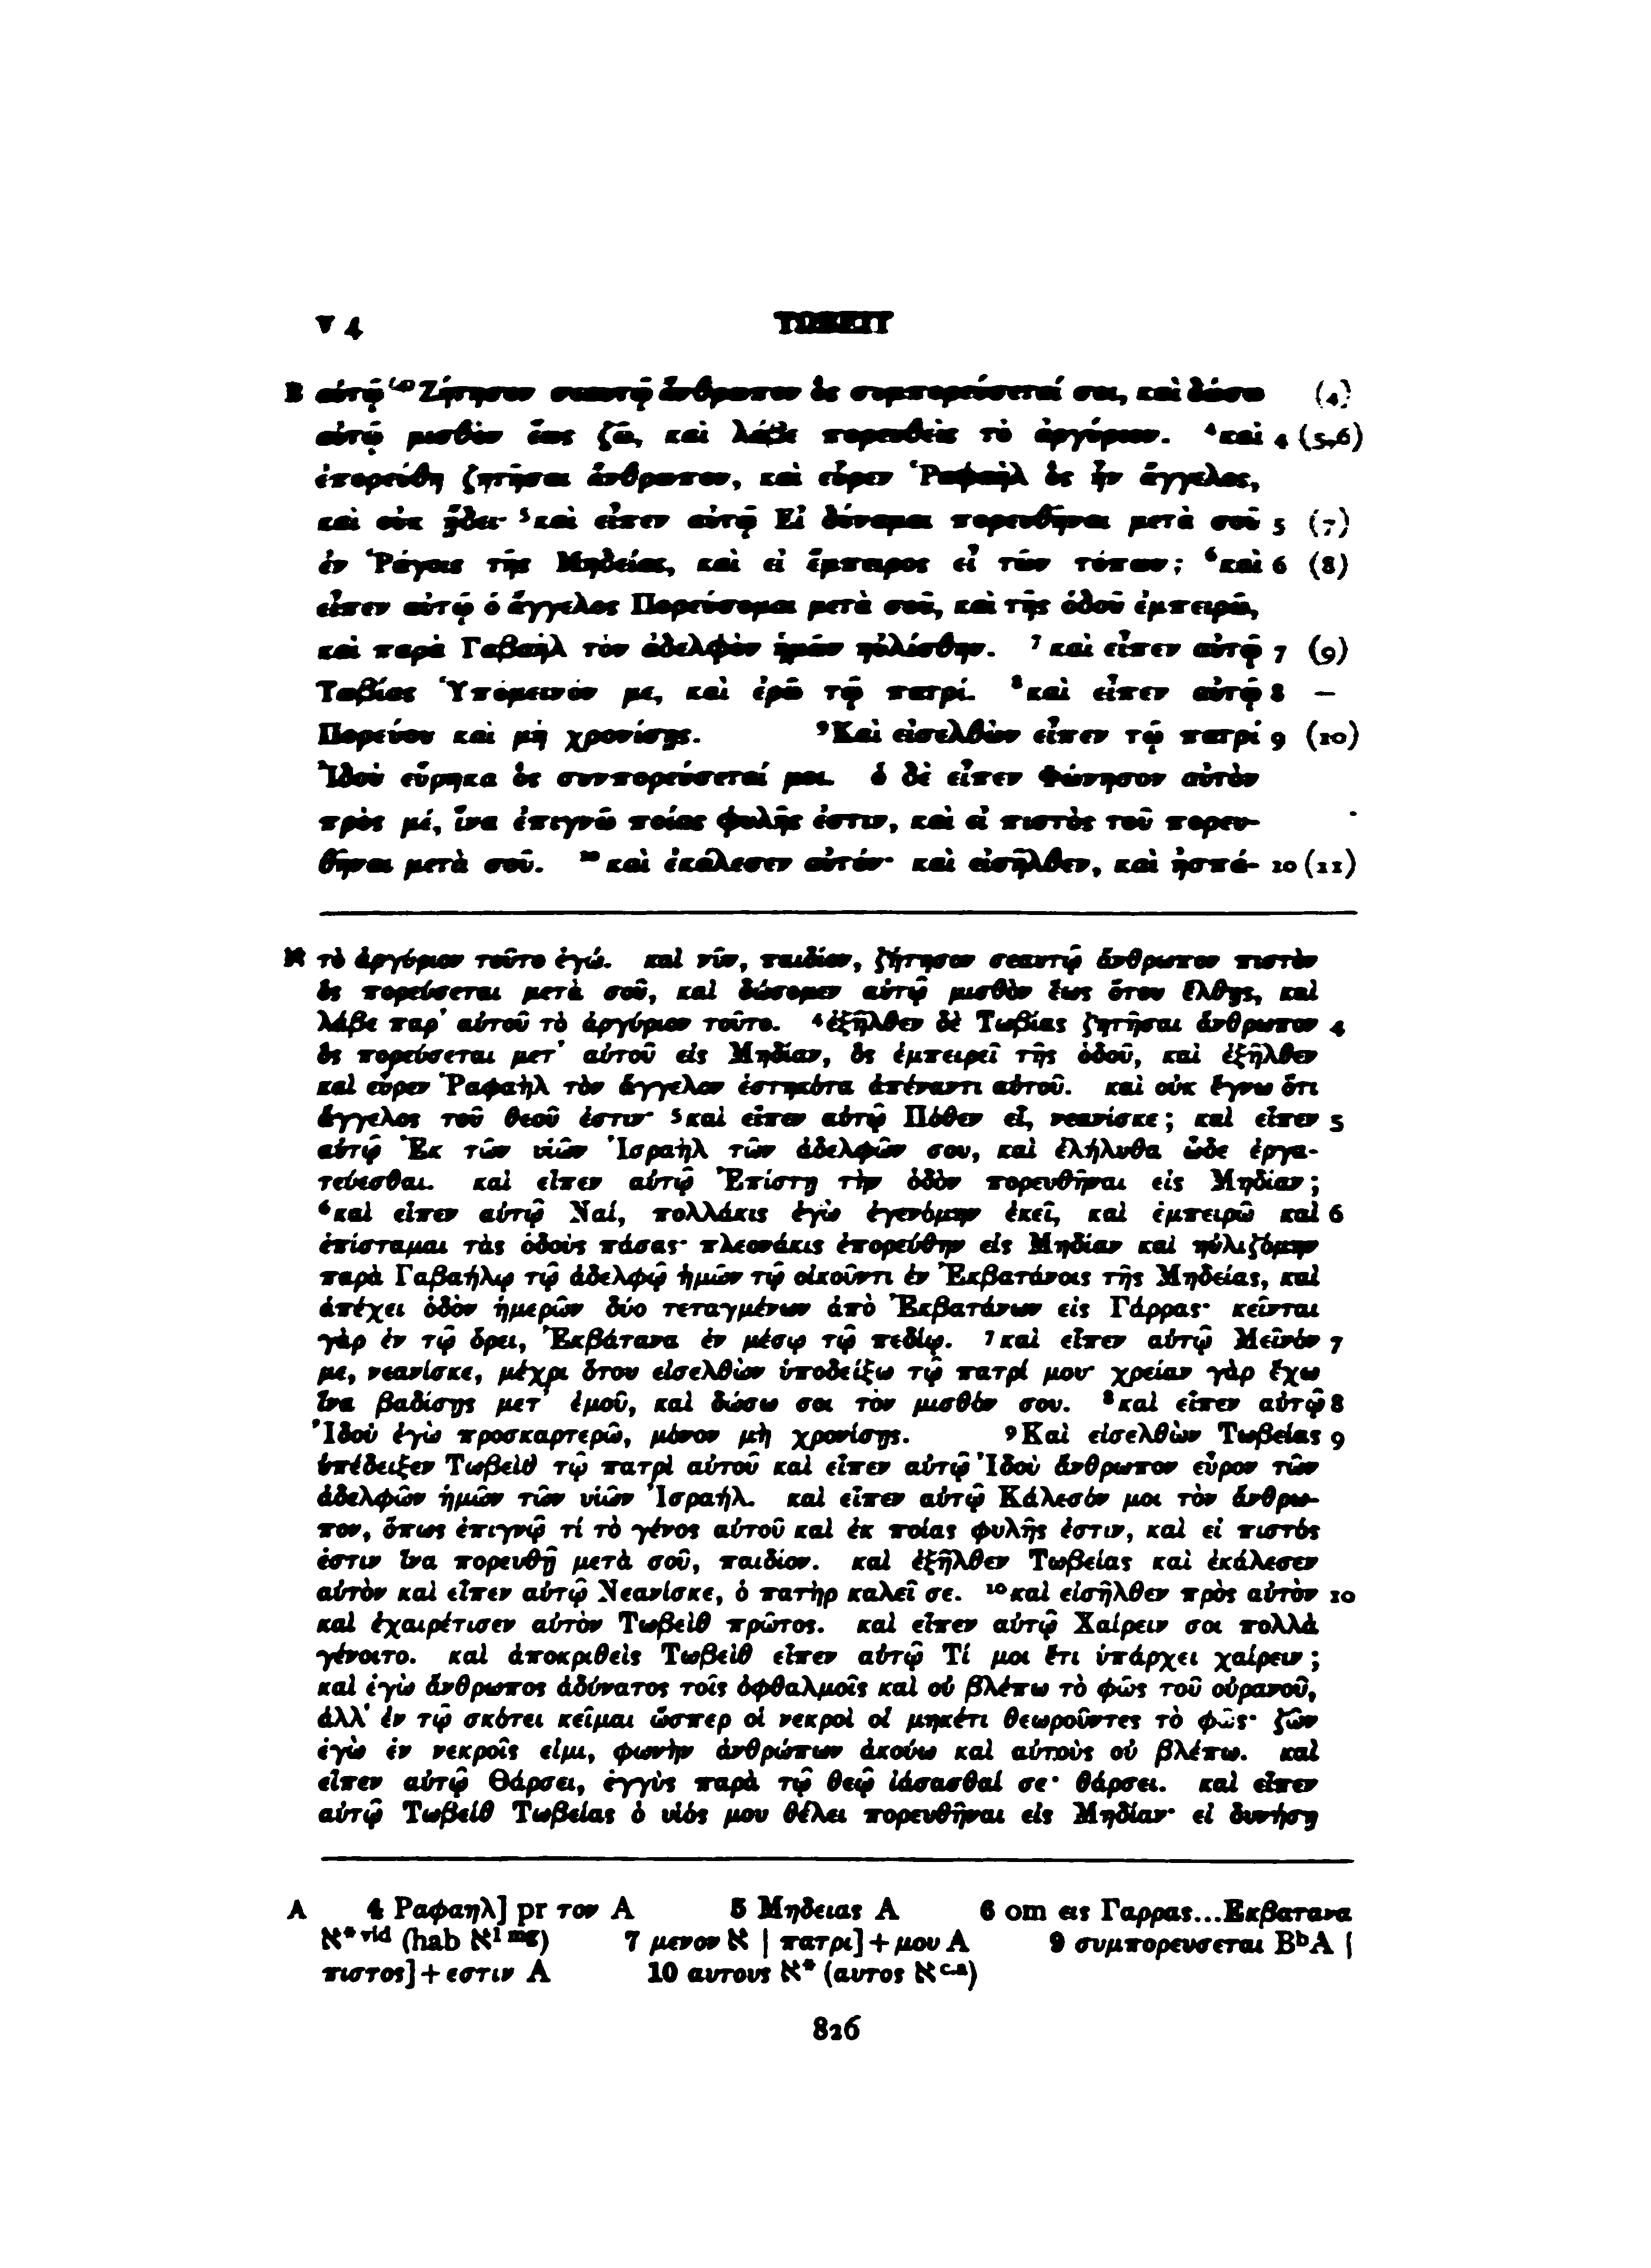 V 4 ΤΩΒΕΙΤ
B αὐτῷ ⁽⁴⁾ Ζήτησον σεαυτῷ ἄνθρωπον ὃς συμπορεύσεταί σοι, καὶ δώσω (4)
αὐτῷ μισθὸν ἕως ζῶ, καὶ λάβε πορευθεὶς τὸ ἀργύριον. ⁴καὶ 4 (5,6)
ἐπορεύθη ζητῆσαι ἄνθρωπον, καὶ εὗρεν Ῥαφαὴλ ὃς ἦν ἄγγελος,
καὶ οὐκ ᾔδει· ⁵καὶ εἶπεν αὐτῷ Εἰ δύναμαι πορευθῆναι μετὰ σοῦ 5 (7)
ἐν Ῥάγοις τῆς Μηδείας, καὶ εἰ ἔμπειρος εἶ τῶν τόπων; ⁶καὶ 6 (8)
εἶπεν αὐτῷ ὁ ἄγγελος Πορεύσομαι μετὰ σοῦ, καὶ τῆς ὁδοῦ ἐμπειρῶ,
καὶ παρὰ Γαβαὴλ τὸν ἀδελφὸν ἡμῶν ηὐλίσθην. ⁷καὶ εἶπεν αὐτῷ 7 (9)
Τωβίας Ὑπόμεινόν με, καὶ ἐρῶ τῷ πατρί. ⁸καὶ εἶπεν αὐτῷ 8 –
Πορεύου καὶ μὴ χρονίσῃς. ⁹Καὶ εἰσελθὼν εἶπεν τῷ πατρί 9 (10)
Ἰδοὺ εὕρηκα ὃς συνπορεύσεταί μοι. ὁ δὲ εἶπεν Φώνησον αὐτὸν
πρὸς μέ, ἵνα ἐπιγνῶ ποίας φυλῆς ἐστιν, καὶ εἰ πιστὸς τοῦ πορευ-
θῆναι μετὰ σοῦ. ¹⁰καὶ ἐκάλεσεν αὐτόν· καὶ εἰσῆλθεν, καὶ ἠσπά- 10 (11)
א τὸ ἀργύριον τοῦτο ἐγώ. καὶ νῦν, παιδίον, ζήτησον σεαυτῷ ἄνθρωπον πιστὸν
ὃς πορεύσεται μετὰ σοῦ, καὶ δώσομεν αὐτῷ μισθὸν ἕως ὅτου ἔλθῃς, καὶ
λάβε παρ' αὐτοῦ τὸ ἀργύριον τοῦτο. ⁴ἐξῆλθεν δὲ Τωβίας ζητῆσαι ἄνθρωπον 4
ὃς πορεύσεται μετ' αὐτοῦ εἰς Μηδίαν, ὃς ἐμπειρεῖ τῆς ὁδοῦ, καὶ ἐξῆλθεν
καὶ εὗρεν Ῥαφαὴλ τὸν ἄγγελον ἑστηκότα ἀπέναντι αὐτοῦ. καὶ οὐκ ἔγνω ὅτι
ἄγγελος τοῦ θεοῦ ἐστιν· ⁵καὶ εἶπεν αὐτῷ Πόθεν εἶ, νεανίσκε; καὶ εἶπεν 5
αὐτῷ Ἐκ τῶν υἱῶν Ἰσραὴλ τῶν ἀδελφῶν σου, καὶ ἐλήλυθα ὧδε ἐργα-
τεύεσθαι. καὶ εἶπεν αὐτῷ Ἐπίστῃ τὴν ὁδὸν πορευθῆναι εἰς Μηδίαν;
⁶καὶ εἶπεν αὐτῷ Ναί, πολλάκις ἐγὼ ἐγενόμην ἐκεῖ, καὶ ἐμπειρῶ καὶ 6
ἐπίσταμαι τὰς ὁδοὺς πάσας· πλεονάκις ἐπορεύθην εἰς Μηδίαν καὶ ηὐλιζόμην
παρὰ Γαβαήλῳ τῷ ἀδελφῷ ἡμῶν τῷ οἰκοῦντι ἐν Ἐκβατάνοις τῆς Μηδείας, καὶ
ἀπέχει ὁδὸν ἡμερῶν δύο τεταγμένων ἀπὸ Ἐκβατάνων εἰς Γάρρας· κεῖνται
γὰρ ἐν τῷ ὄρει, Ἐκβάτανα ἐν μέσῳ τῷ πεδίῳ. ⁷καὶ εἶπεν αὐτῷ Μεῖνόν 7
με, νεανίσκε, μέχρι ὅτου εἰσελθὼν ὑποδείξω τῷ πατρί μου· χρείαν γὰρ ἔχω
ἵνα βαδίσῃς μετ' ἐμοῦ, καὶ δώσω σοι τὸν μισθόν σου. ⁸καὶ εἶπεν αὐτῷ 8
Ἰδοὺ ἐγὼ προσκαρτερῶ, μόνον μὴ χρονίσῃς. ⁹Καὶ εἰσελθὼν Τωβείας 9
ὑπέδειξεν Τωβεὶθ τῷ πατρὶ αὐτοῦ καὶ εἶπεν αὐτῷ Ἰδοὺ ἄνθρωπον εὗρον τῶν
ἀδελφῶν ἡμῶν τῶν υἱῶν Ἰσραήλ. καὶ εἶπεν αὐτῷ Κάλεσόν μοι τὸν ἄνθρω-
πον, ὅπως ἐπιγνῷ τί τὸ γένος αὐτοῦ καὶ ἐκ ποίας φυλῆς ἐστιν, καὶ εἰ πιστός
ἐστιν ἵνα πορευθῇ μετὰ σοῦ, παιδίον. καὶ ἐξῆλθεν Τωβείας καὶ ἐκάλεσεν
αὐτὸν καὶ εἶπεν αὐτῷ Νεανίσκε, ὁ πατὴρ καλεῖ σε. ¹⁰καὶ εἰσῆλθεν πρὸς αὐτὸν 10
καὶ ἐχαιρέτισεν αὐτὸν Τωβεὶθ πρῶτος. καὶ εἶπεν αὐτῷ Χαίρειν σοι πολλὰ
γένοιτο. καὶ ἀποκριθεὶς Τωβεὶθ εἶπεν αὐτῷ Τί μοι ἔτι ὑπάρχει χαίρειν;
καὶ ἐγὼ ἄνθρωπος ἀδύνατος τοῖς ὀφθαλμοῖς καὶ οὐ βλέπω τὸ φῶς τοῦ οὐρανοῦ,
ἀλλ' ἐν τῷ σκότει κεῖμαι ὥσπερ οἱ νεκροὶ οἱ μηκέτι θεωροῦντες τὸ φῶς· ζῶν
ἐγὼ ἐν νεκροῖς εἰμι, φωνὴν ἀνθρώπων ἀκούω καὶ αὐτοὺς οὐ βλέπω. καὶ
εἶπεν αὐτῷ Θάρσει, ἐγγὺς παρὰ τῷ θεῷ ἰάσασθαί σε· θάρσει. καὶ εἶπεν
αὐτῷ Τωβείθ Τωβείας ὁ υἱός μου θέλει πορευθῆναι εἰς Μηδίαν· εἰ δυνήσῃ
A 4 Ραφαηλ] pr τον A 5 Μηδειας A 6 om εις Γαρρας...Εκβατανα
א* vid (hab א1 mg) 7 μενον א | πατρι]+μου A 9 συμπορευσεται BᵇA |
πιστος]+εστιν A 10 αυτους א* (αυτος א c.a)
826